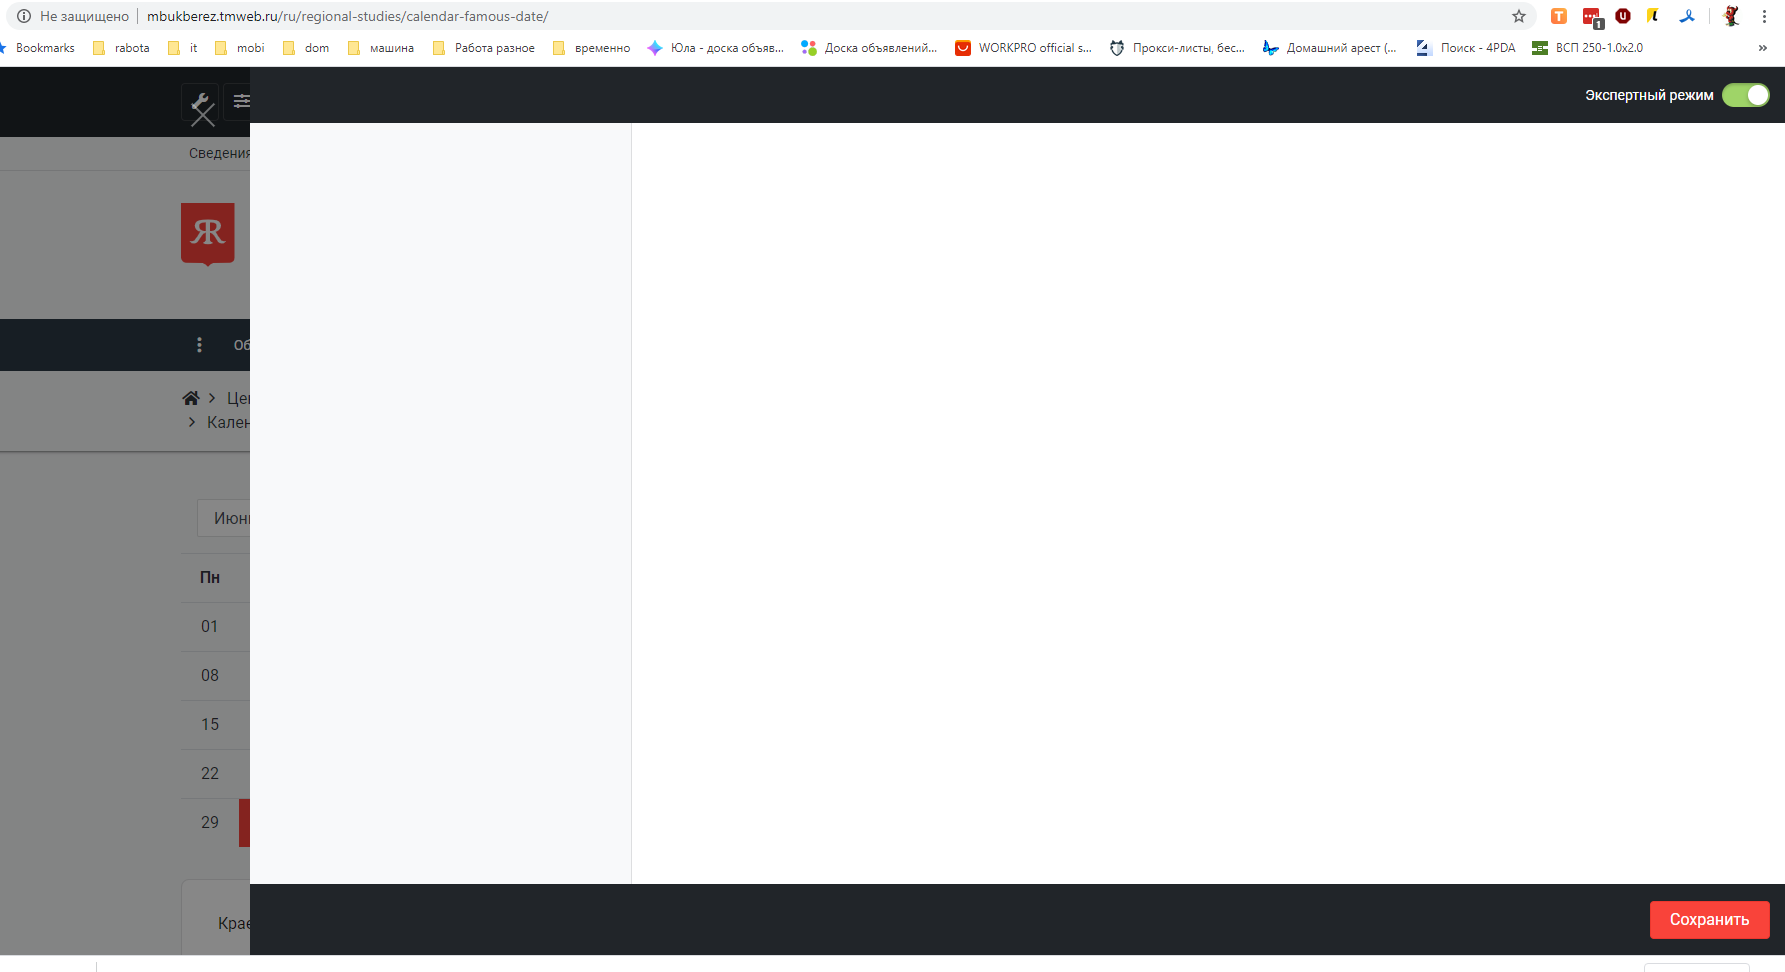 Не защищено mbukberez.tmweb.ru/ru/regional-studies/calendar-famous-date/
Bookmarks rabota it mobi dom машина Работа разное временно Юла - доска объяв... Доска объявлений... WORKPRO official s... Прокси-листы, бес... Домашний арест (... Поиск - 4PDA ВСП 250-1.0x2.0 »
Экспертный режим
Сведения
Об
Це
Кален
Июн
Пн
01
08
15
22
29
Крае
Сохранить